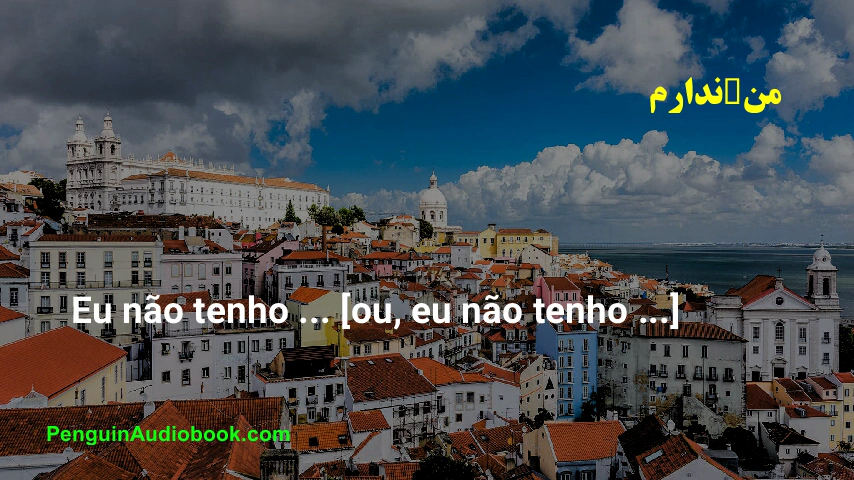 من ندارم
Eu não tenho ... [ou, eu não tenho ...]
PenguinAudiobook.com